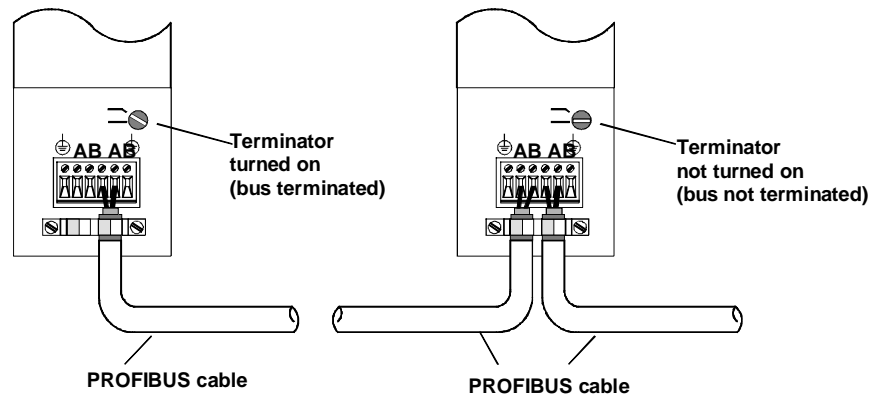 Terminator
turned on
(bus terminated)
AB AB
PROFIBUS cable
Terminator
not turned on
(bus not terminated)
AB AB
PROFIBUS cable